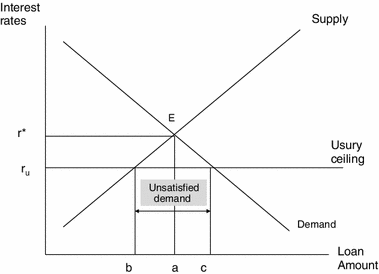 Interest
rates
Supply
E
r*
Usury
ceiling
ru
Unsatisfied
demand
Demand
Loan
Amount
b
a
c